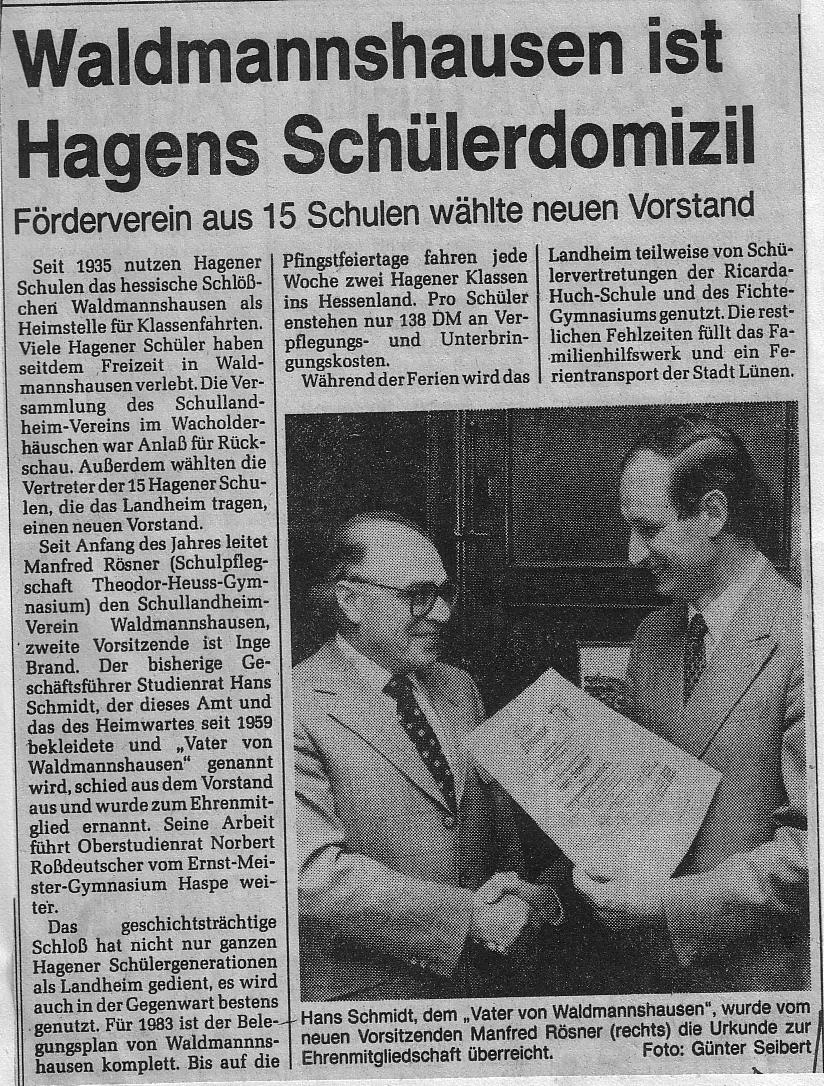 Waldmannshausen ist
Hagens Schülerdomizil
Förderverein aus 15 Schulen wählte neuen Vorstand
Seit 1935 nutzen Hagener
Schulen das hessische Schlöß-
chen Waldmannshausen als
Heimstelle für Klassenfahrten.
Viele Hagener Schüler haben
seitdem Freizeit in Wald-
mannshausen verlebt. Die Ver-
sammlung des Schulland-
heim-Vereins im Wacholder-
häuschen war Anlaß für Rück-
schau. Außerdem wählten die
Vertreter der 15 Hagener Schu-
len, die das Landheim tragen,
einen neuen Vorstand.
Seit Anfang des Jahres leitet
Manfred Rösner (Schulpfleg-
schaft Theodor-Heuss-Gym-
nasium) den Schullandheim-
Verein Waldmannshausen,
zweite Vorsitzende ist Inge
Brand. Der bisherige Ge-
schäftsführer Studienrat Hans
Schmidt, der dieses Amt und
das des Heimwartes seit 1959
bekleidete und „Vater von
Waldmannshausen“ genannt
wird, schied aus dem Vorstand
aus und wurde zum Ehrenmit-
glied ernannt. Seine Arbeit
führt Oberstudienrat Norbert
Roßdeutscher vom Ernst-Mei-
ster-Gymnasium Haspe wei-
ter.
Das geschichtsträchtige
Schloß hat nicht nur ganzen
Hagener Schülergenerationen
als Landheim gedient, es wird
auch in der Gegenwart bestens
genutzt. Für 1983 ist der Bele-
gungsplan von Waldmannns-
hausen komplett. Bis auf die
Pfingstfeiertage fahren jede
Woche zwei Hagener Klassen
ins Hessenland. Pro Schüler
enstehen nur 138 DM an Ver-
pflegungs- und Unterbrin-
gungskosten.
Während der Ferien wird das
Landheim teilweise von Schü-
lervertretungen der Ricarda-
Huch-Schule und des Fichte-
Gymnasiums genutzt. Die rest-
lichen Fehlzeiten füllt das Fa-
milienhilfswerk und ein Fe-
rientransport der Stadt Lünen.
Hans Schmidt, dem „Vater von Waldmannshausen“, wurde vom
neuen Vorsitzenden Manfred Rösner (rechts) die Urkunde zur
Ehrenmitgliedschaft überreicht. Foto: Günter Seibert